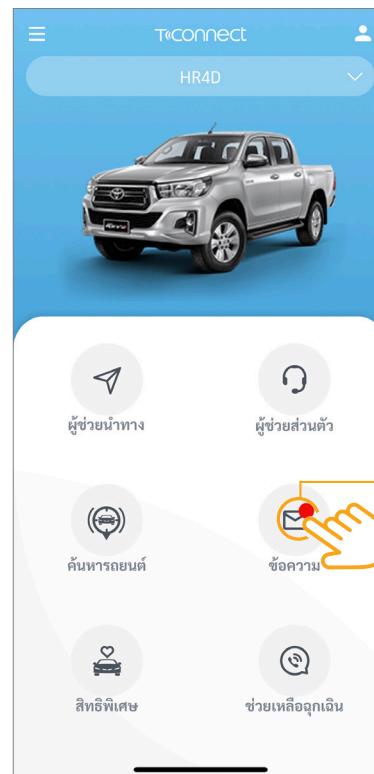 T-CONNECT
HR4D
REVO
ผู้ช่วยนำทาง
ผู้ช่วยส่วนตัว
ค้นหารถยนต์
ข้อความ
สิทธิพิเศษ
ช่วยเหลือฉุกเฉิน